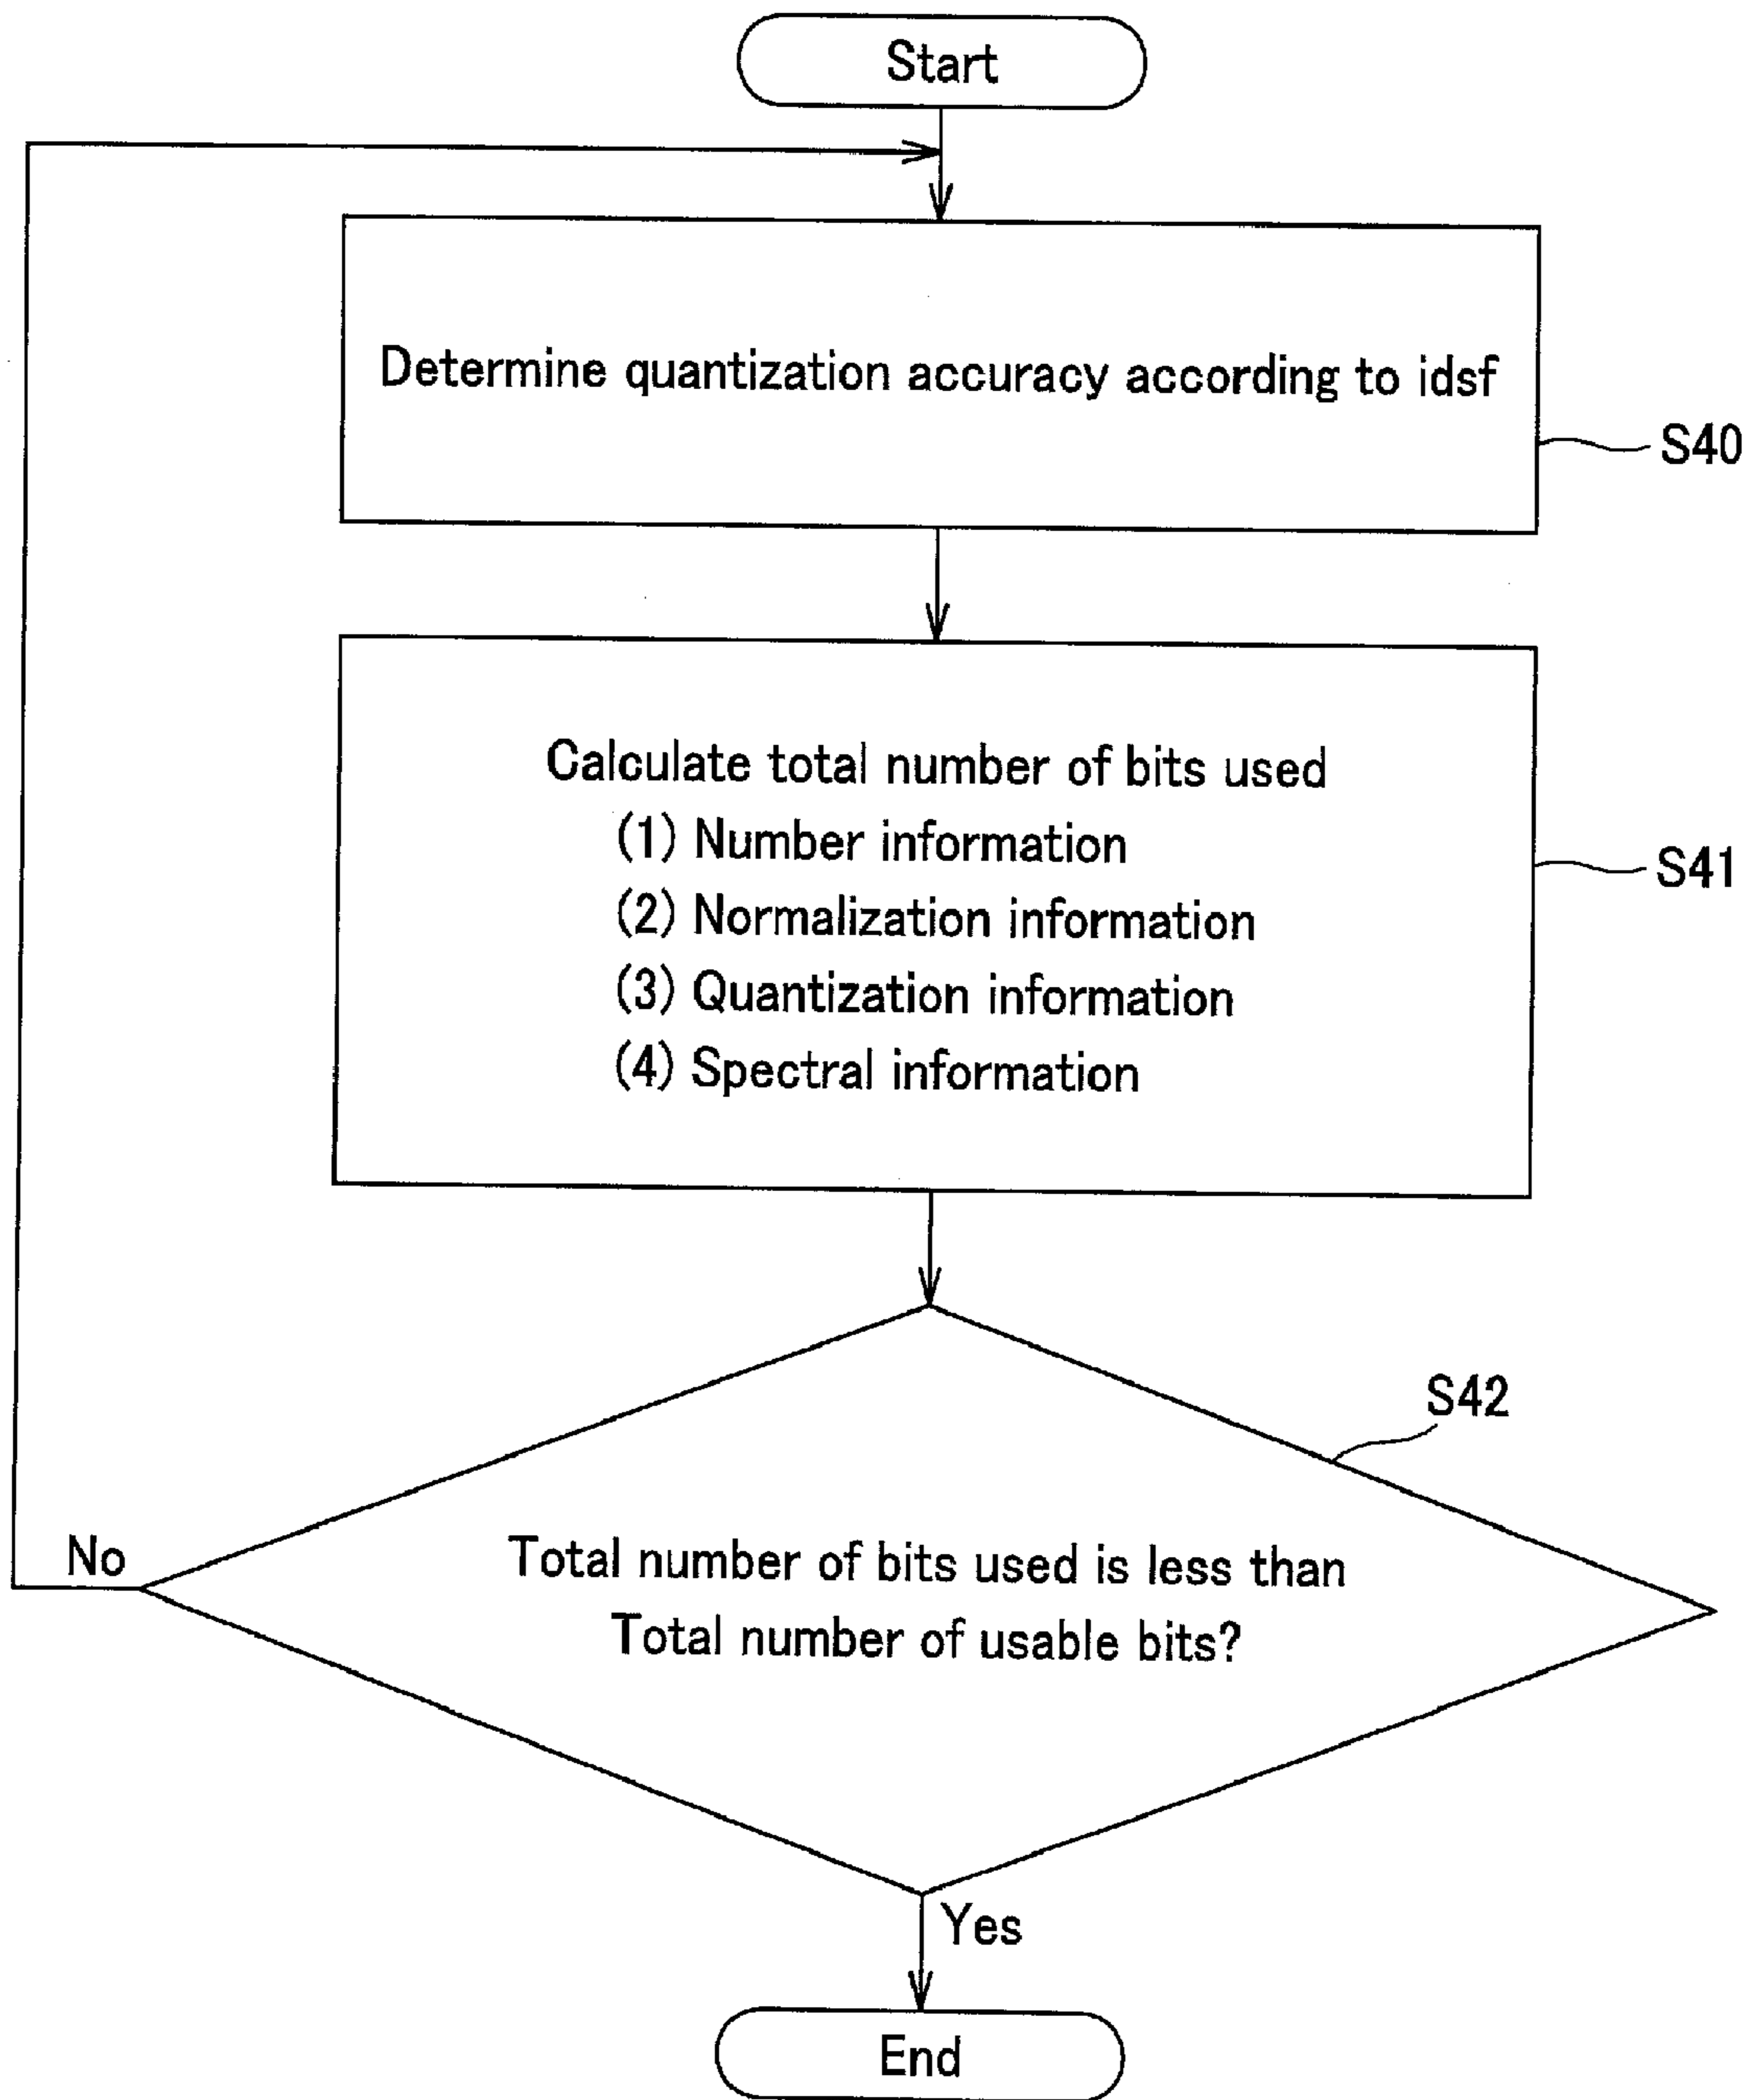 Start
Determine quantization accuracy according to idsf
S40
Calculate total number of bits used
(1) Number information
(2) Normalization information
(3) Quantization information
(4) Spectral information
S41
S42
No
Total number of bits used is less than
Total number of usable bits?
Yes
End